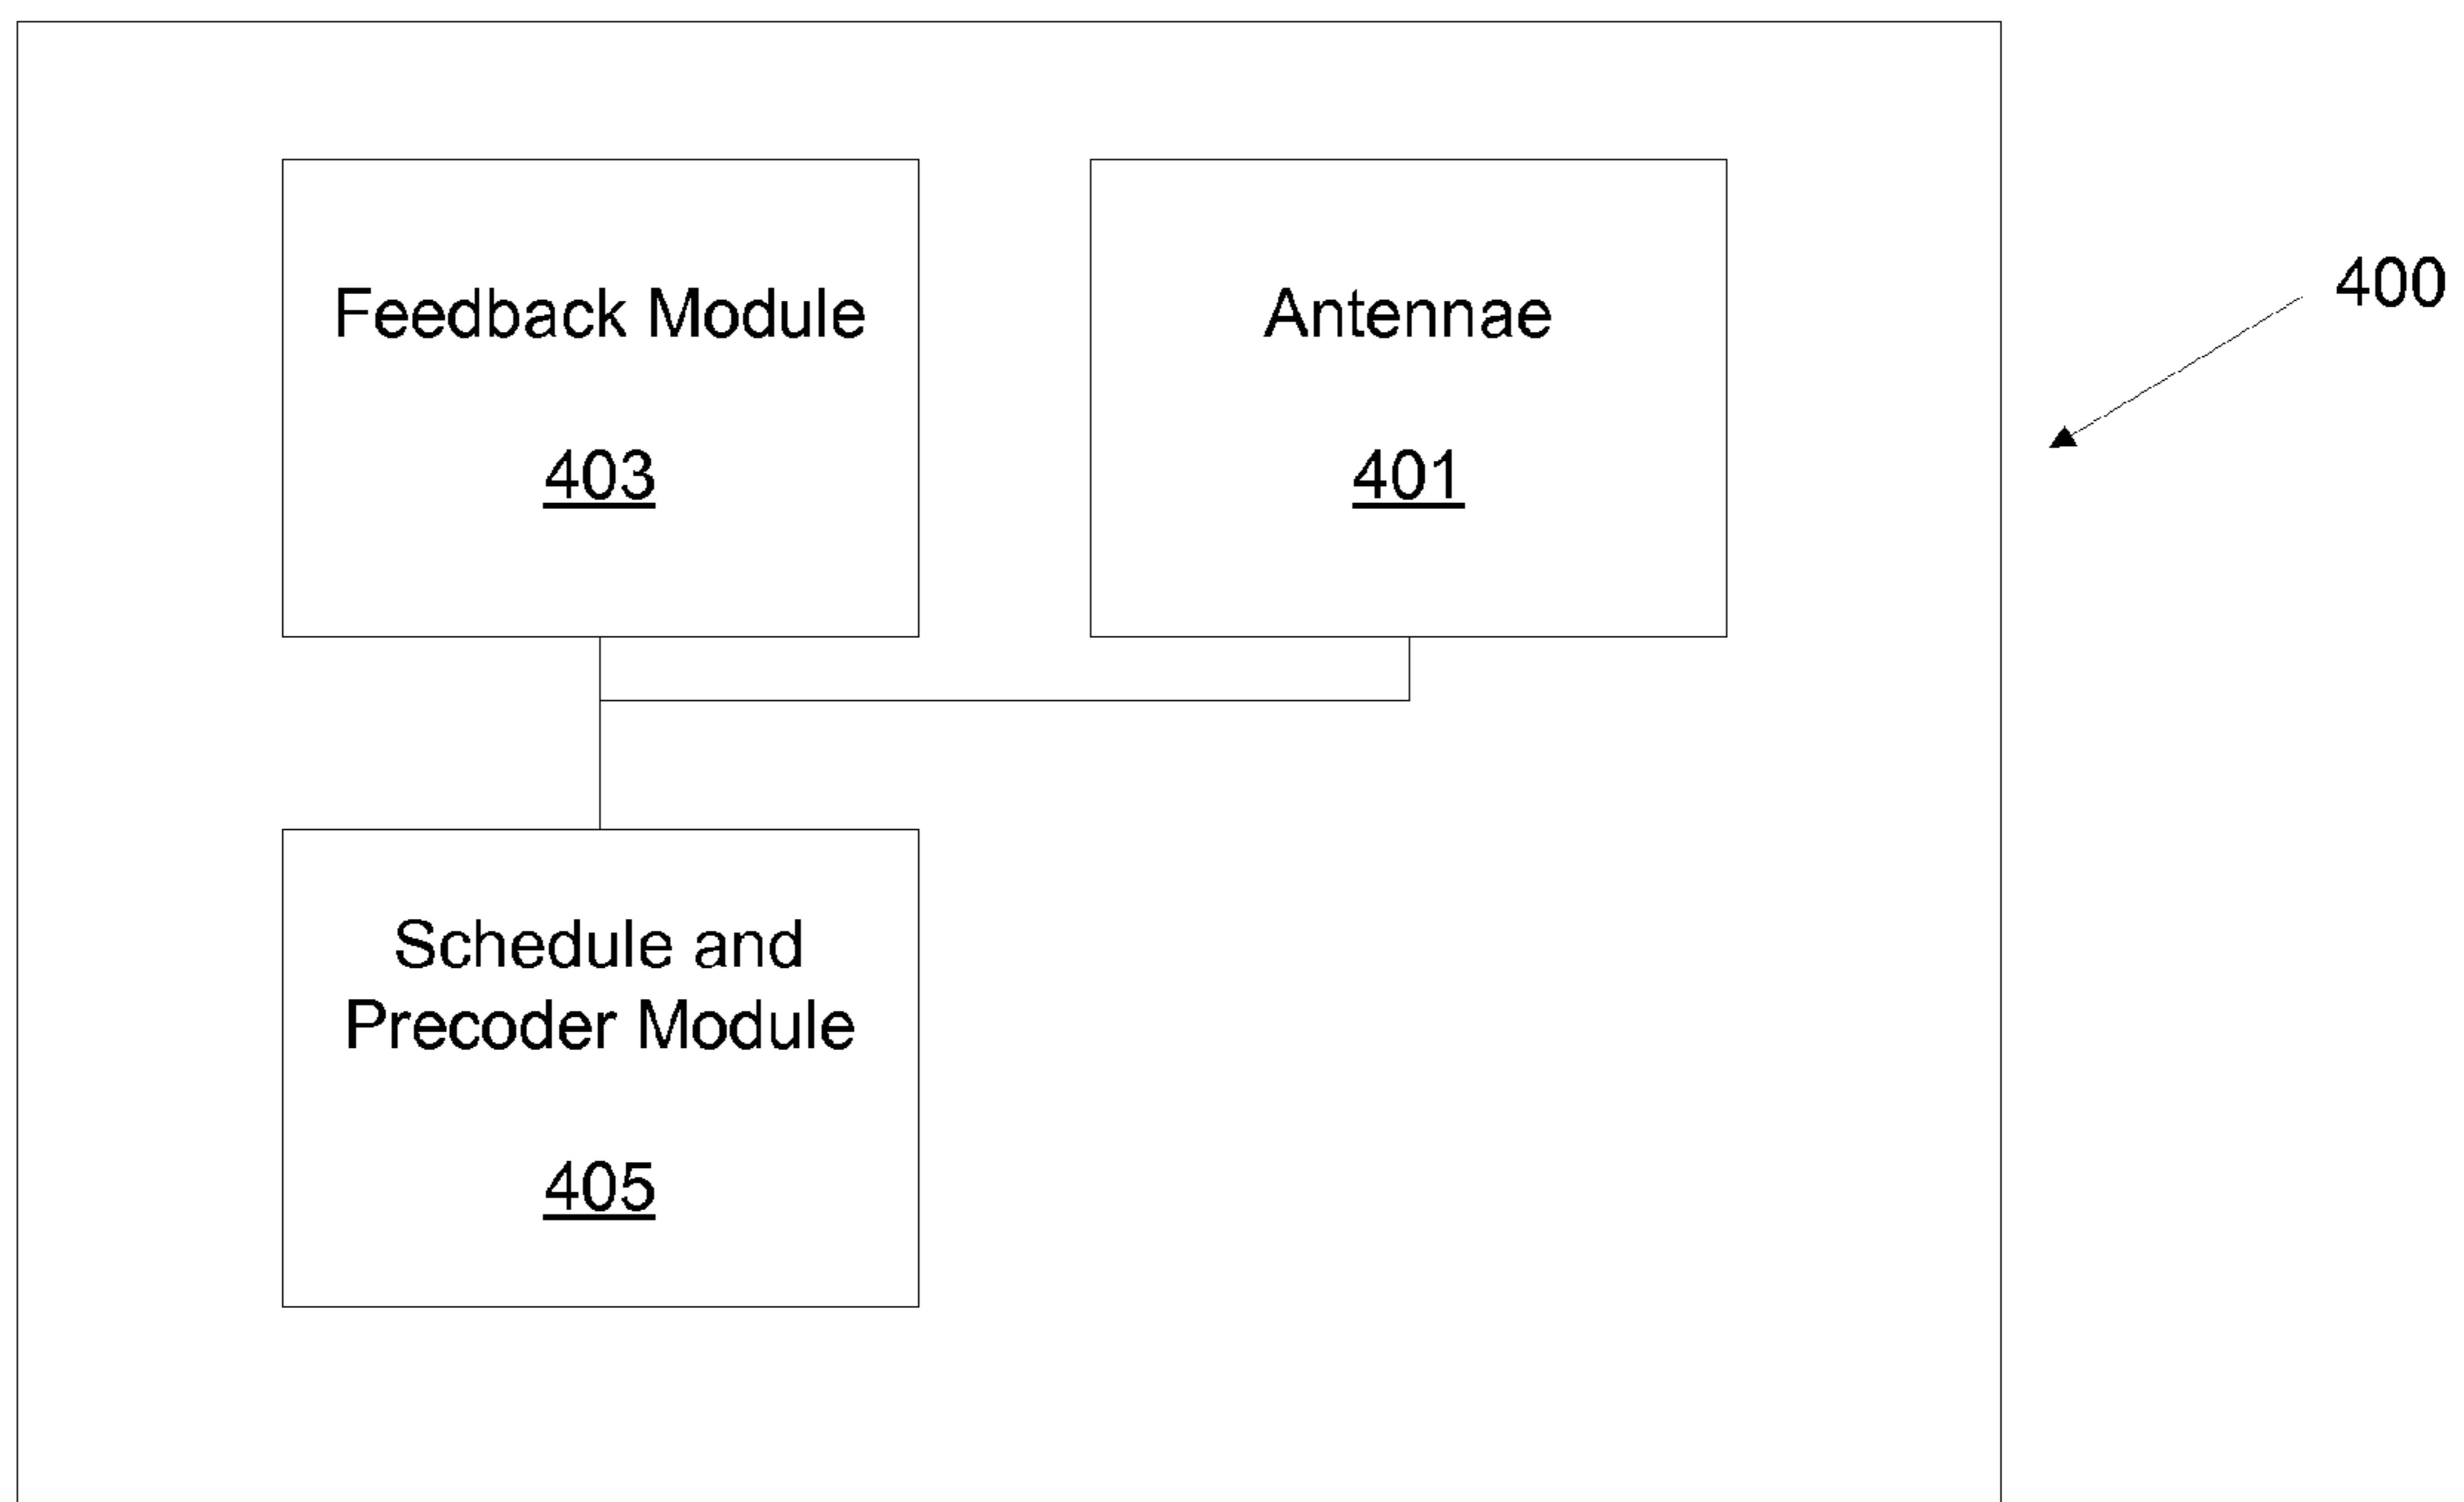 Feedback Module
403
Antennae
401
400
Schedule and
Precoder Module
405